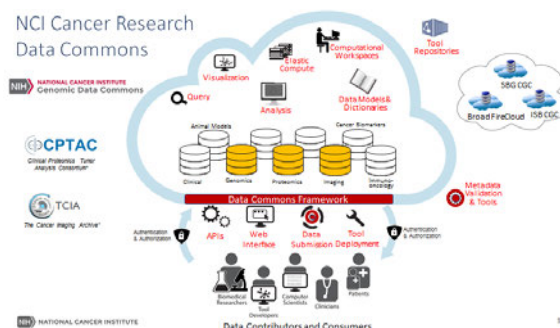 NCI Cancer Research
Data Commons
NIH NATIONAL CANCER INSTITUTE
Genomic Data Commons
CPTAC
Clinical Proteomic Tumor
Analysis Consortium
TCIA
The Cancer Imaging Archive
NIH NATIONAL CANCER INSTITUTE
Visualization
Elastic
Compute
Computational
Workspaces
Query
Analysis
Data Models &
Dictionaries
Tool
Repositories
SBG CGC
Broad FireCloud
ISB CGC
Animal Models
Cancer Biomarkers
Clinical
Genomics
Proteomics
Imaging
Immuno-
oncology
Data Commons Framework
Metadata
Validation
& Tools
Authentication
& Authorization
APIs
Web
Interface
Data
Submission
Tool
Deployment
Authentication
& Authorization
Biomedical
Researchers
Tool
Developers
Computer
Scientists
Clinicians
Patients
Data Contributors and Consumers